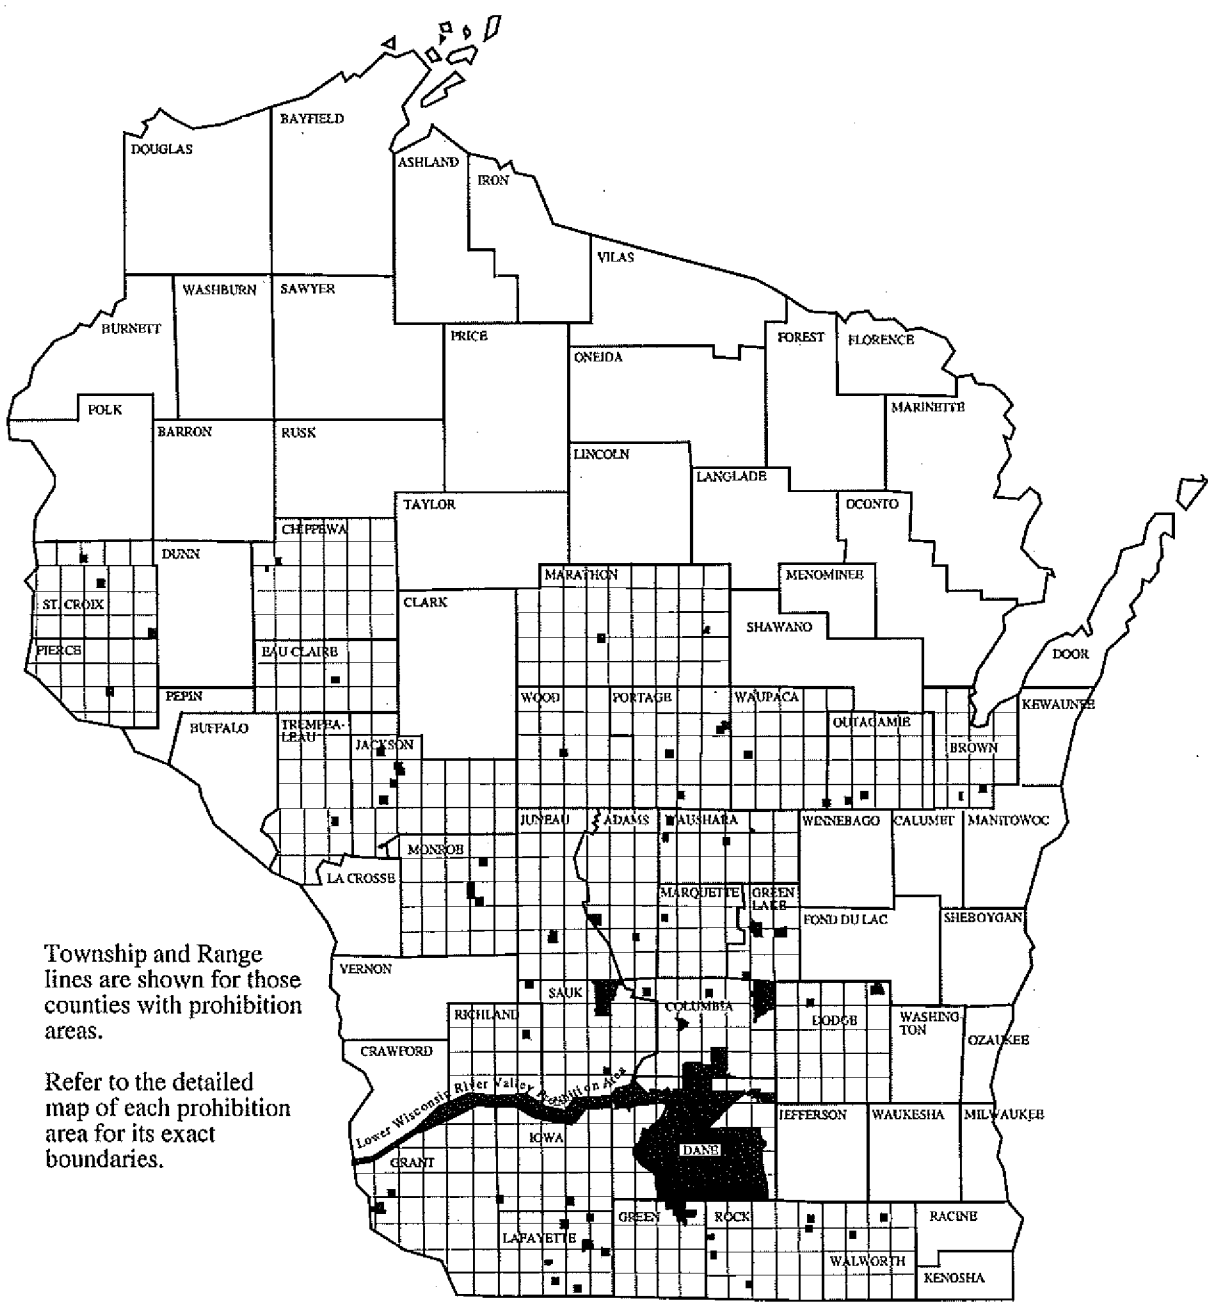 BAYFIELD
DOUGLAS
ASHLAND
IRON
VILAS
WASHBURN
SAWYER
BURNETT
PRICE
FOREST
FLORENCE
ONEIDA
POLK
MARINETTE
BARRON
RUSK
LINCOLN
LANGLADE
TAYLOR
OCONTO
CHIPPEWA
DUNN
MARATHON
MENOMINEE
ST. CROIX
CLARK
SHAWANO
PIERCE
EAU CLAIRE
DOOR
PEPIN
WOOD
PORTAGE
WAUPACA
KEWAUNEE
BUFFALO
TREMPEA-
LEAU
OUTAGAMIE
JACKSON
BROWN
JUNEAU
ADAMS
WAUSHARA
WINNEBAGO
CALUMET
MANITOWOC
MONROE
LA CROSSE
MARQUETTE
GREEN
LAKE
FOND DU LAC
SHEBOYGAN
Township and Range
lines are shown for those
counties with prohibition
areas.
VERNON
SAUK
COLUMBIA
RICHLAND
DODGE
WASHING-
TON
OZAUKEE
CRAWFORD
Refer to the detailed
map of each prohibition
area for its exact
boundaries.
Lower Wisconsin River Valley Prohibition Area
JEFFERSON
WAUKESHA
MILWAUKEE
IOWA
DANE
GRANT
GREEN
ROCK
RACINE
LAFAYETTE
WALWORTH
KENOSHA